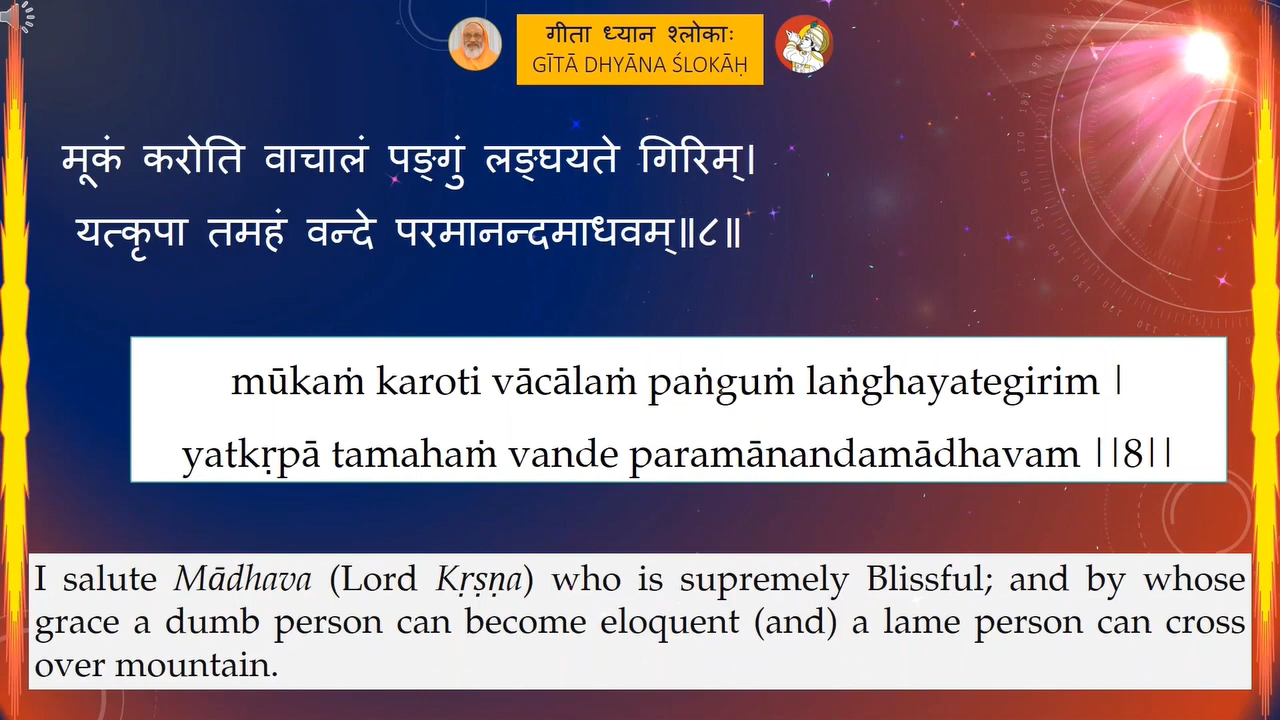 गीता ध्यान श्लोकाः
GĪTĀ DHYĀNA ŚLOKĀḤ
मूकं करोति वाचालं पङ्गुं लङ्घयते गिरिम्।
यत्कृपा तमहं वन्दे परमानन्दमाधवम्॥८॥
mūkaṁ karoti vācālaṁ paṅguṁ laṅghayategirim |
yatkṛpā tamahaṁ vande paramānandamādhavam ||8||
I salute Mādhava (Lord Kṛṣṇa) who is supremely Blissful; and by whose
grace a dumb person can become eloquent (and) a lame person can cross
over mountain.